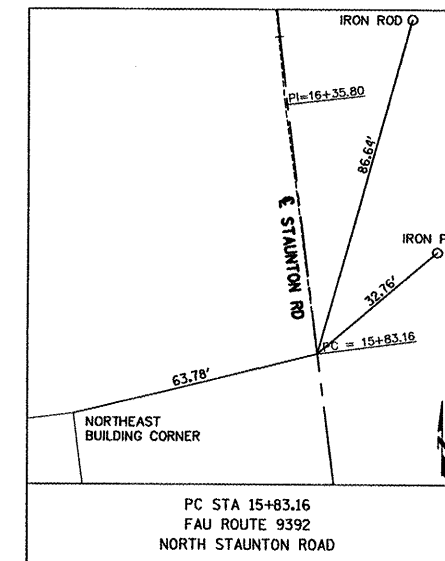 IRON ROD
PI=16+35.80
86.64'
℄ STAUNTON RD
IRON P
32.76'
PC = 15+83.16
63.78'
NORTHEAST
BUILDING CORNER
PC STA 15+83.16
FAU ROUTE 9392
NORTH STAUNTON ROAD